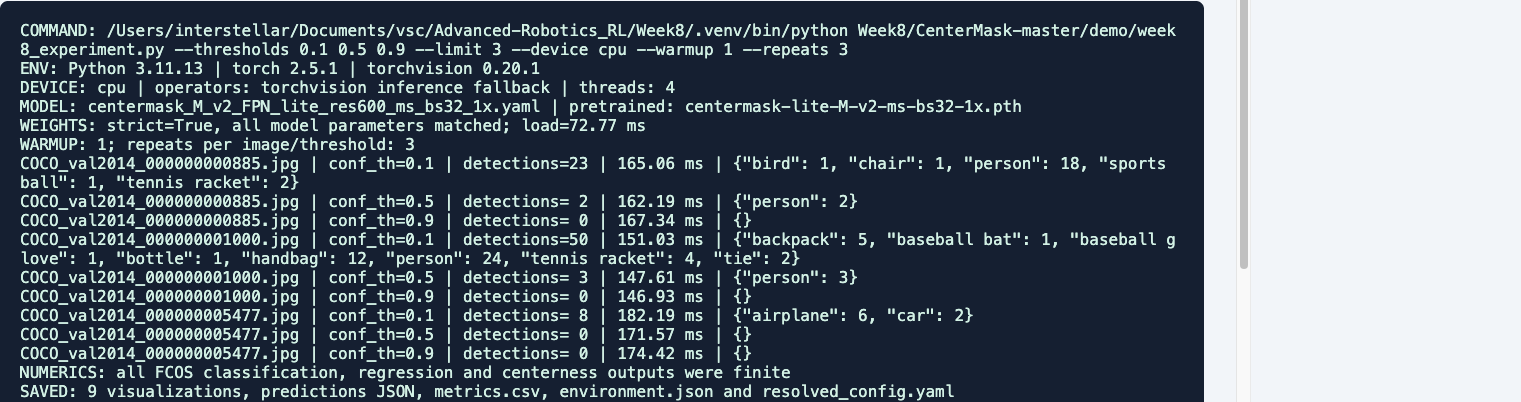 COMMAND: /Users/interstellar/Documents/vsc/Advanced-Robotics_RL/Week8/.venv/bin/python Week8/CenterMask-master/demo/week
8_experiment.py --thresholds 0.1 0.5 0.9 --limit 3 --device cpu --warmup 1 --repeats 3
ENV: Python 3.11.13 | torch 2.5.1 | torchvision 0.20.1
DEVICE: cpu | operators: torchvision inference fallback | threads: 4
MODEL: centermask_M_v2_FPN_lite_res600_ms_bs32_1x.yaml | pretrained: centermask-lite-M-v2-ms-bs32-1x.pth
WEIGHTS: strict=True, all model parameters matched; load=72.77 ms
WARMUP: 1; repeats per image/threshold: 3
COCO_val2014_000000000885.jpg | conf_th=0.1 | detections=23 | 165.06 ms | {"bird": 1, "chair": 1, "person": 18, "sports
ball": 1, "tennis racket": 2}
COCO_val2014_000000000885.jpg | conf_th=0.5 | detections= 2 | 162.19 ms | {"person": 2}
COCO_val2014_000000000885.jpg | conf_th=0.9 | detections= 0 | 167.34 ms | {}
COCO_val2014_000000001000.jpg | conf_th=0.1 | detections=50 | 151.03 ms | {"backpack": 5, "baseball bat": 1, "baseball g
love": 1, "bottle": 1, "handbag": 12, "person": 24, "tennis racket": 4, "tie": 2}
COCO_val2014_000000001000.jpg | conf_th=0.5 | detections= 3 | 147.61 ms | {"person": 3}
COCO_val2014_000000001000.jpg | conf_th=0.9 | detections= 0 | 146.93 ms | {}
COCO_val2014_000000005477.jpg | conf_th=0.1 | detections= 8 | 182.19 ms | {"airplane": 6, "car": 2}
COCO_val2014_000000005477.jpg | conf_th=0.5 | detections= 0 | 171.57 ms | {}
COCO_val2014_000000005477.jpg | conf_th=0.9 | detections= 0 | 174.42 ms | {}
NUMERICS: all FCOS classification, regression and centerness outputs were finite
SAVED: 9 visualizations, predictions JSON, metrics.csv, environment.json and resolved_config.yaml